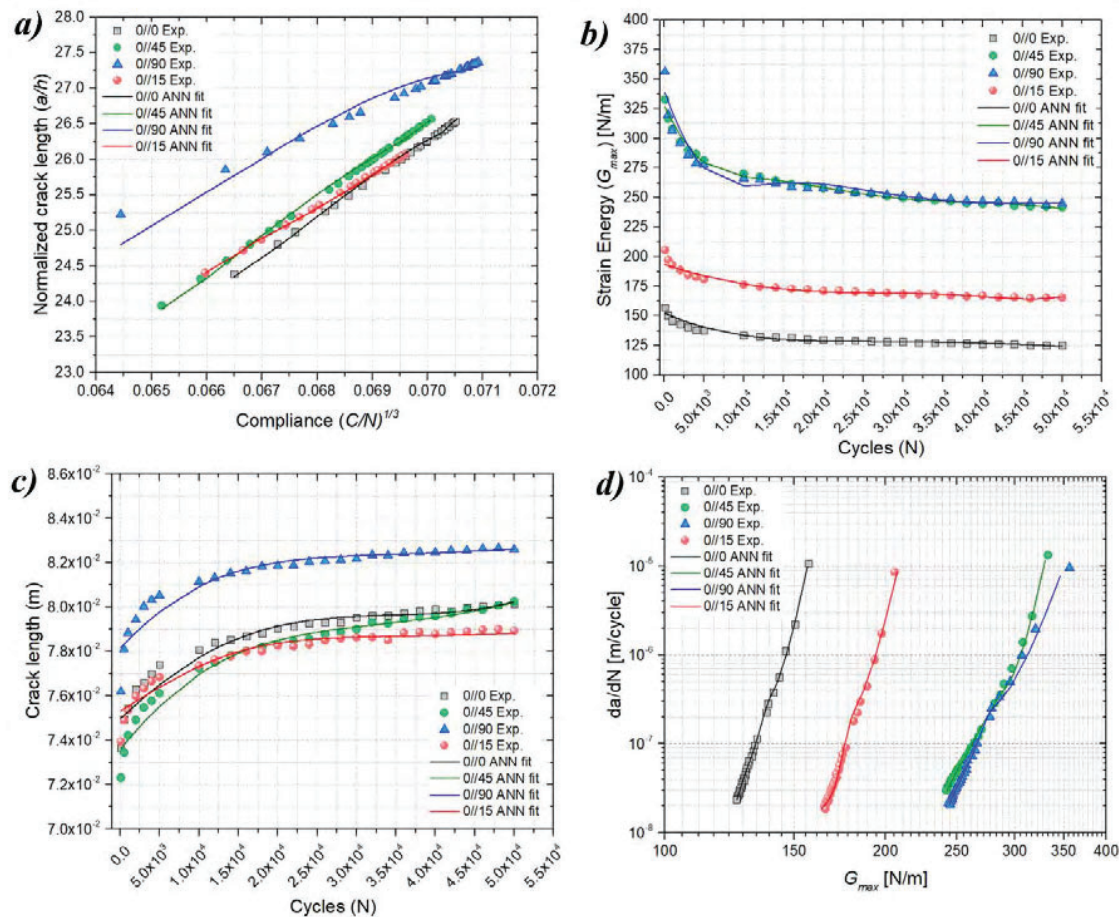 a)
0//0 Exp.
0//45 Exp.
0//90 Exp.
0//15 Exp.
0//0 ANN fit
0//45 ANN fit
0//90 ANN fit
0//15 ANN fit
28.0
27.5
27.0
26.5
26.0
25.5
25.0
24.5
24.0
23.5
23.0
Normalized crack length (a/h)
0.064
0.065
0.066
0.067
0.068
0.069
0.070
0.071
0.072
Compliance (C/N)^1/3
b)
0//0 Exp.
0//45 Exp.
0//90 Exp.
0//15 Exp.
0//0 ANN fit
0//45 ANN fit
0//90 ANN fit
0//15 ANN fit
400
375
350
325
300
275
250
225
200
175
150
125
100
Strain Energy (Gmax) [N/m]
0.0
5.0x10^3
1.0x10^4
1.5x10^4
2.0x10^4
2.5x10^4
3.0x10^4
3.5x10^4
4.0x10^4
4.5x10^4
5.0x10^4
5.5x10^4
Cycles (N)
c)
8.6x10^-2
8.4x10^-2
8.2x10^-2
8.0x10^-2
7.8x10^-2
7.6x10^-2
7.4x10^-2
7.2x10^-2
7.0x10^-2
Crack length (m)
0//0 Exp.
0//45 Exp.
0//90 Exp.
0//15 Exp.
0//0 ANN fit
0//45 ANN fit
0//90 ANN fit
0//15 ANN fit
0.0
5.0x10^3
1.0x10^4
1.5x10^4
2.0x10^4
2.5x10^4
3.0x10^4
3.5x10^4
4.0x10^4
4.5x10^4
5.0x10^4
5.5x10^4
Cycles (N)
d)
0//0 Exp.
0//45 Exp.
0//90 Exp.
0//15 Exp.
0//0 ANN fit
0//45 ANN fit
0//90 ANN fit
0//15 ANN fit
10^-4
10^-5
10^-6
10^-7
10^-8
da/dN [m/cycle]
100
150
200
250
300
350
400
Gmax [N/m]